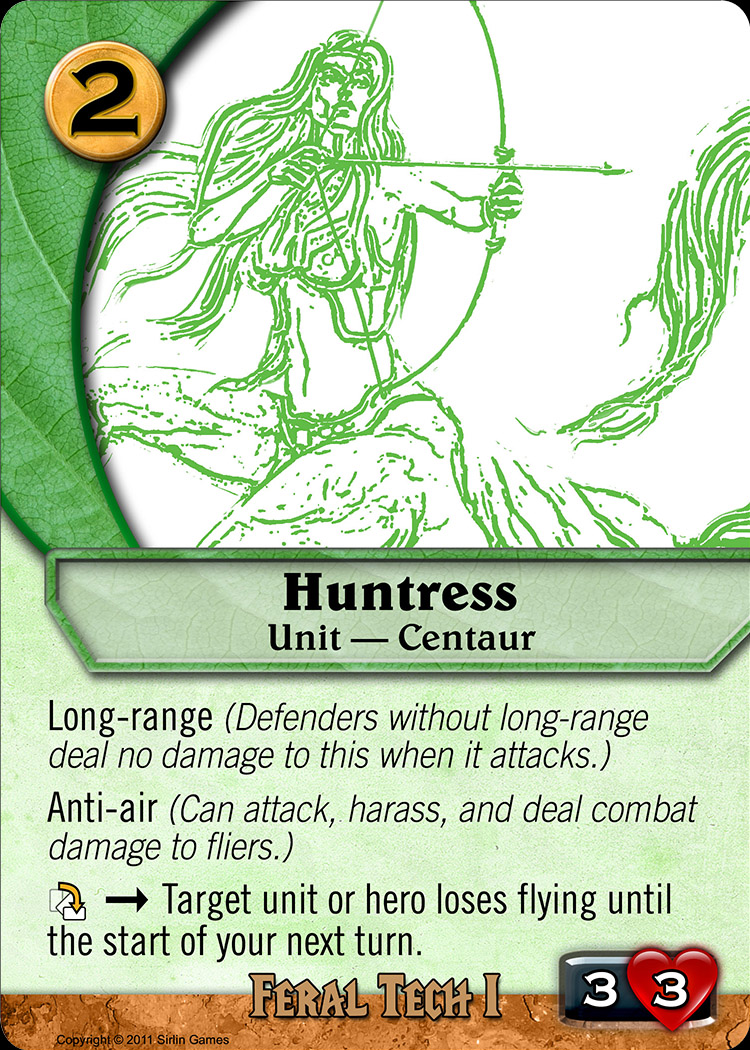 2
Huntress
Unit — Centaur
Long-range (Defenders without long-range
deal no damage to this when it attacks.)
Anti-air (Can attack, harass, and deal combat
damage to fliers.)
→ Target unit or hero loses flying until
the start of your next turn.
Feral Tech I
3 3
Copyright © 2011 Sirlin Games